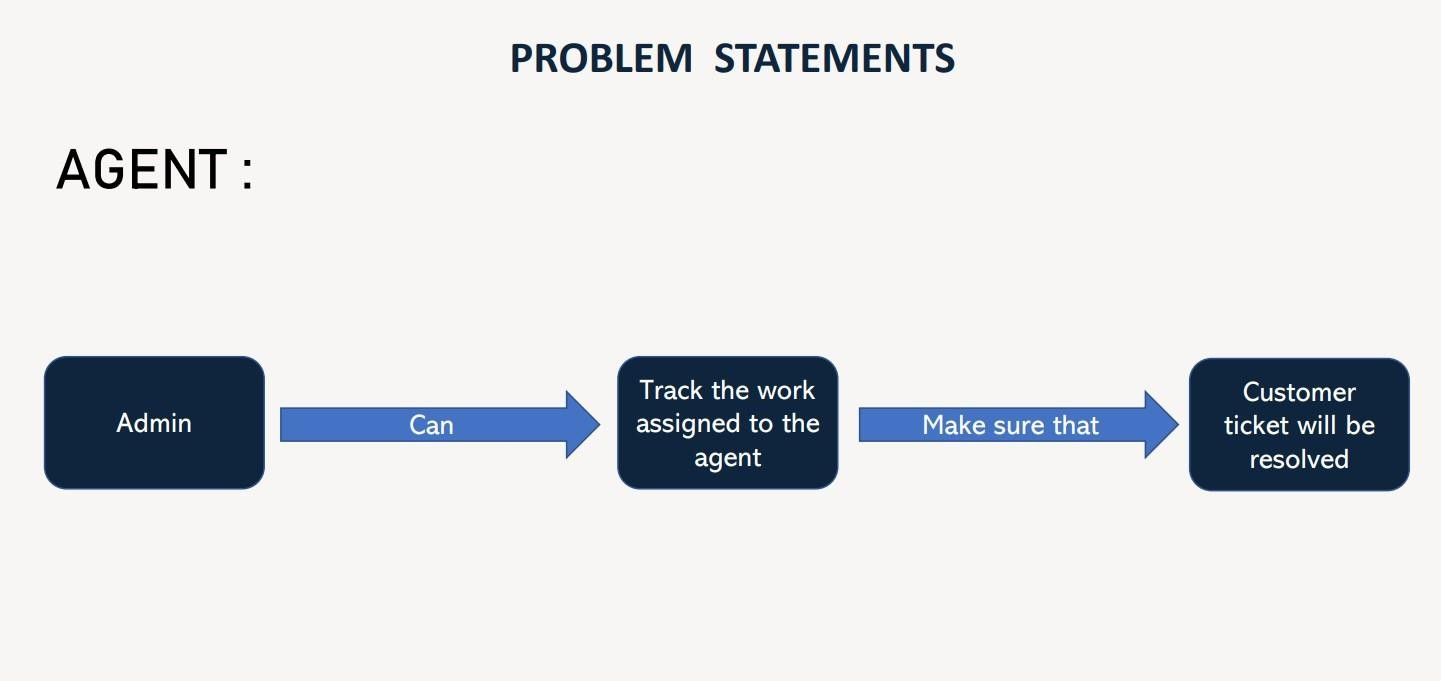 PROBLEM STATEMENTS
AGENT :
Admin
Can
Track the work
assigned to the
agent
Make sure that
Customer
ticket will be
resolved